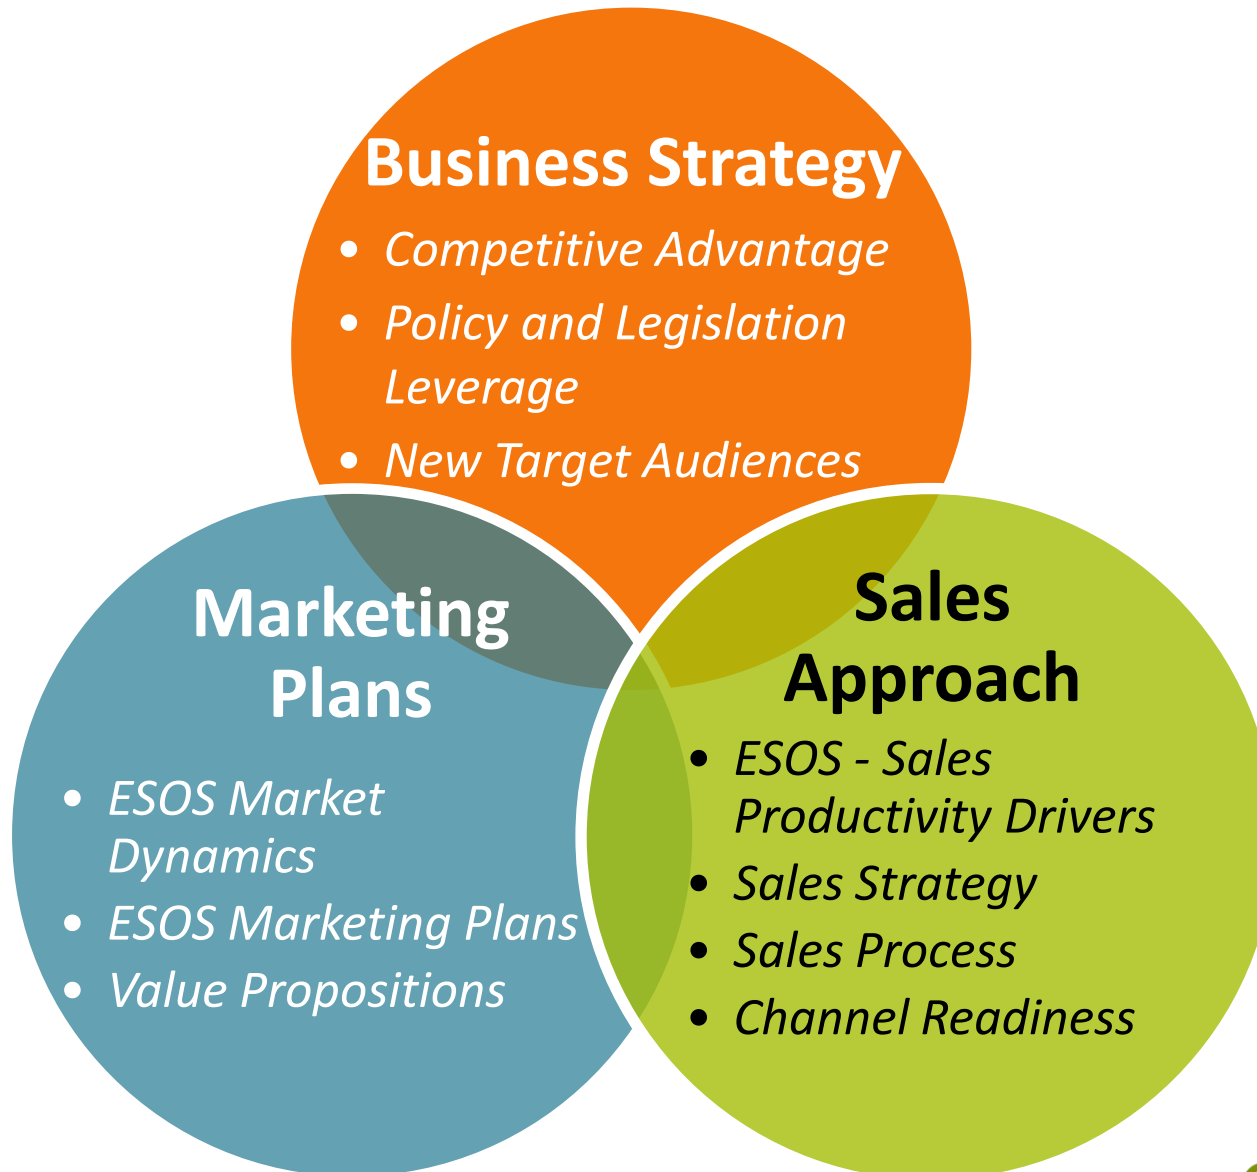 Business Strategy
• Competitive Advantage
• Policy and Legislation
Leverage
• New Target Audiences
Marketing
Plans
• ESOS Market
Dynamics
• ESOS Marketing Plans
• Value Propositions
Sales
Approach
• ESOS - Sales
Productivity Drivers
• Sales Strategy
• Sales Process
• Channel Readiness